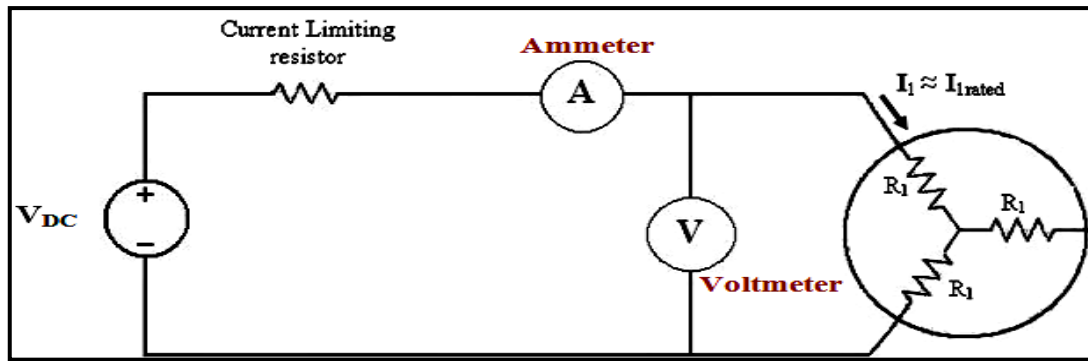 Current Limiting
resistor
Ammeter
A
I₁ ≈ I₁rated
R₁
R₁
+
V_DC
−
V
Voltmeter
R₁